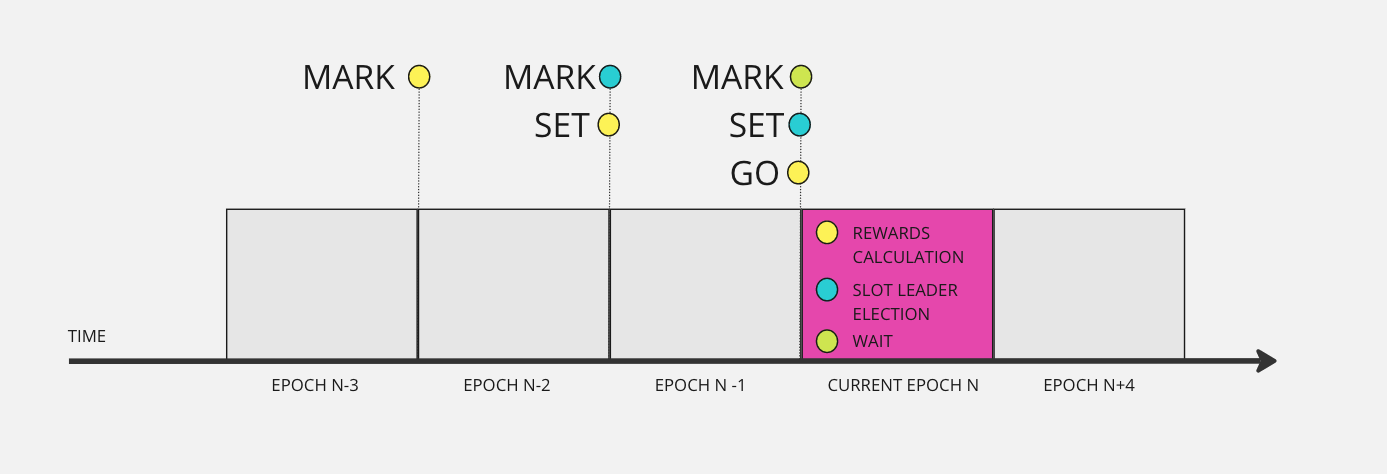 MARK
MARK
MARK
SET
SET
GO
REWARDS
CALCULATION
SLOT LEADER
ELECTION
WAIT
TIME
EPOCH N-3
EPOCH N-2
EPOCH N -1
CURRENT EPOCH N
EPOCH N+4